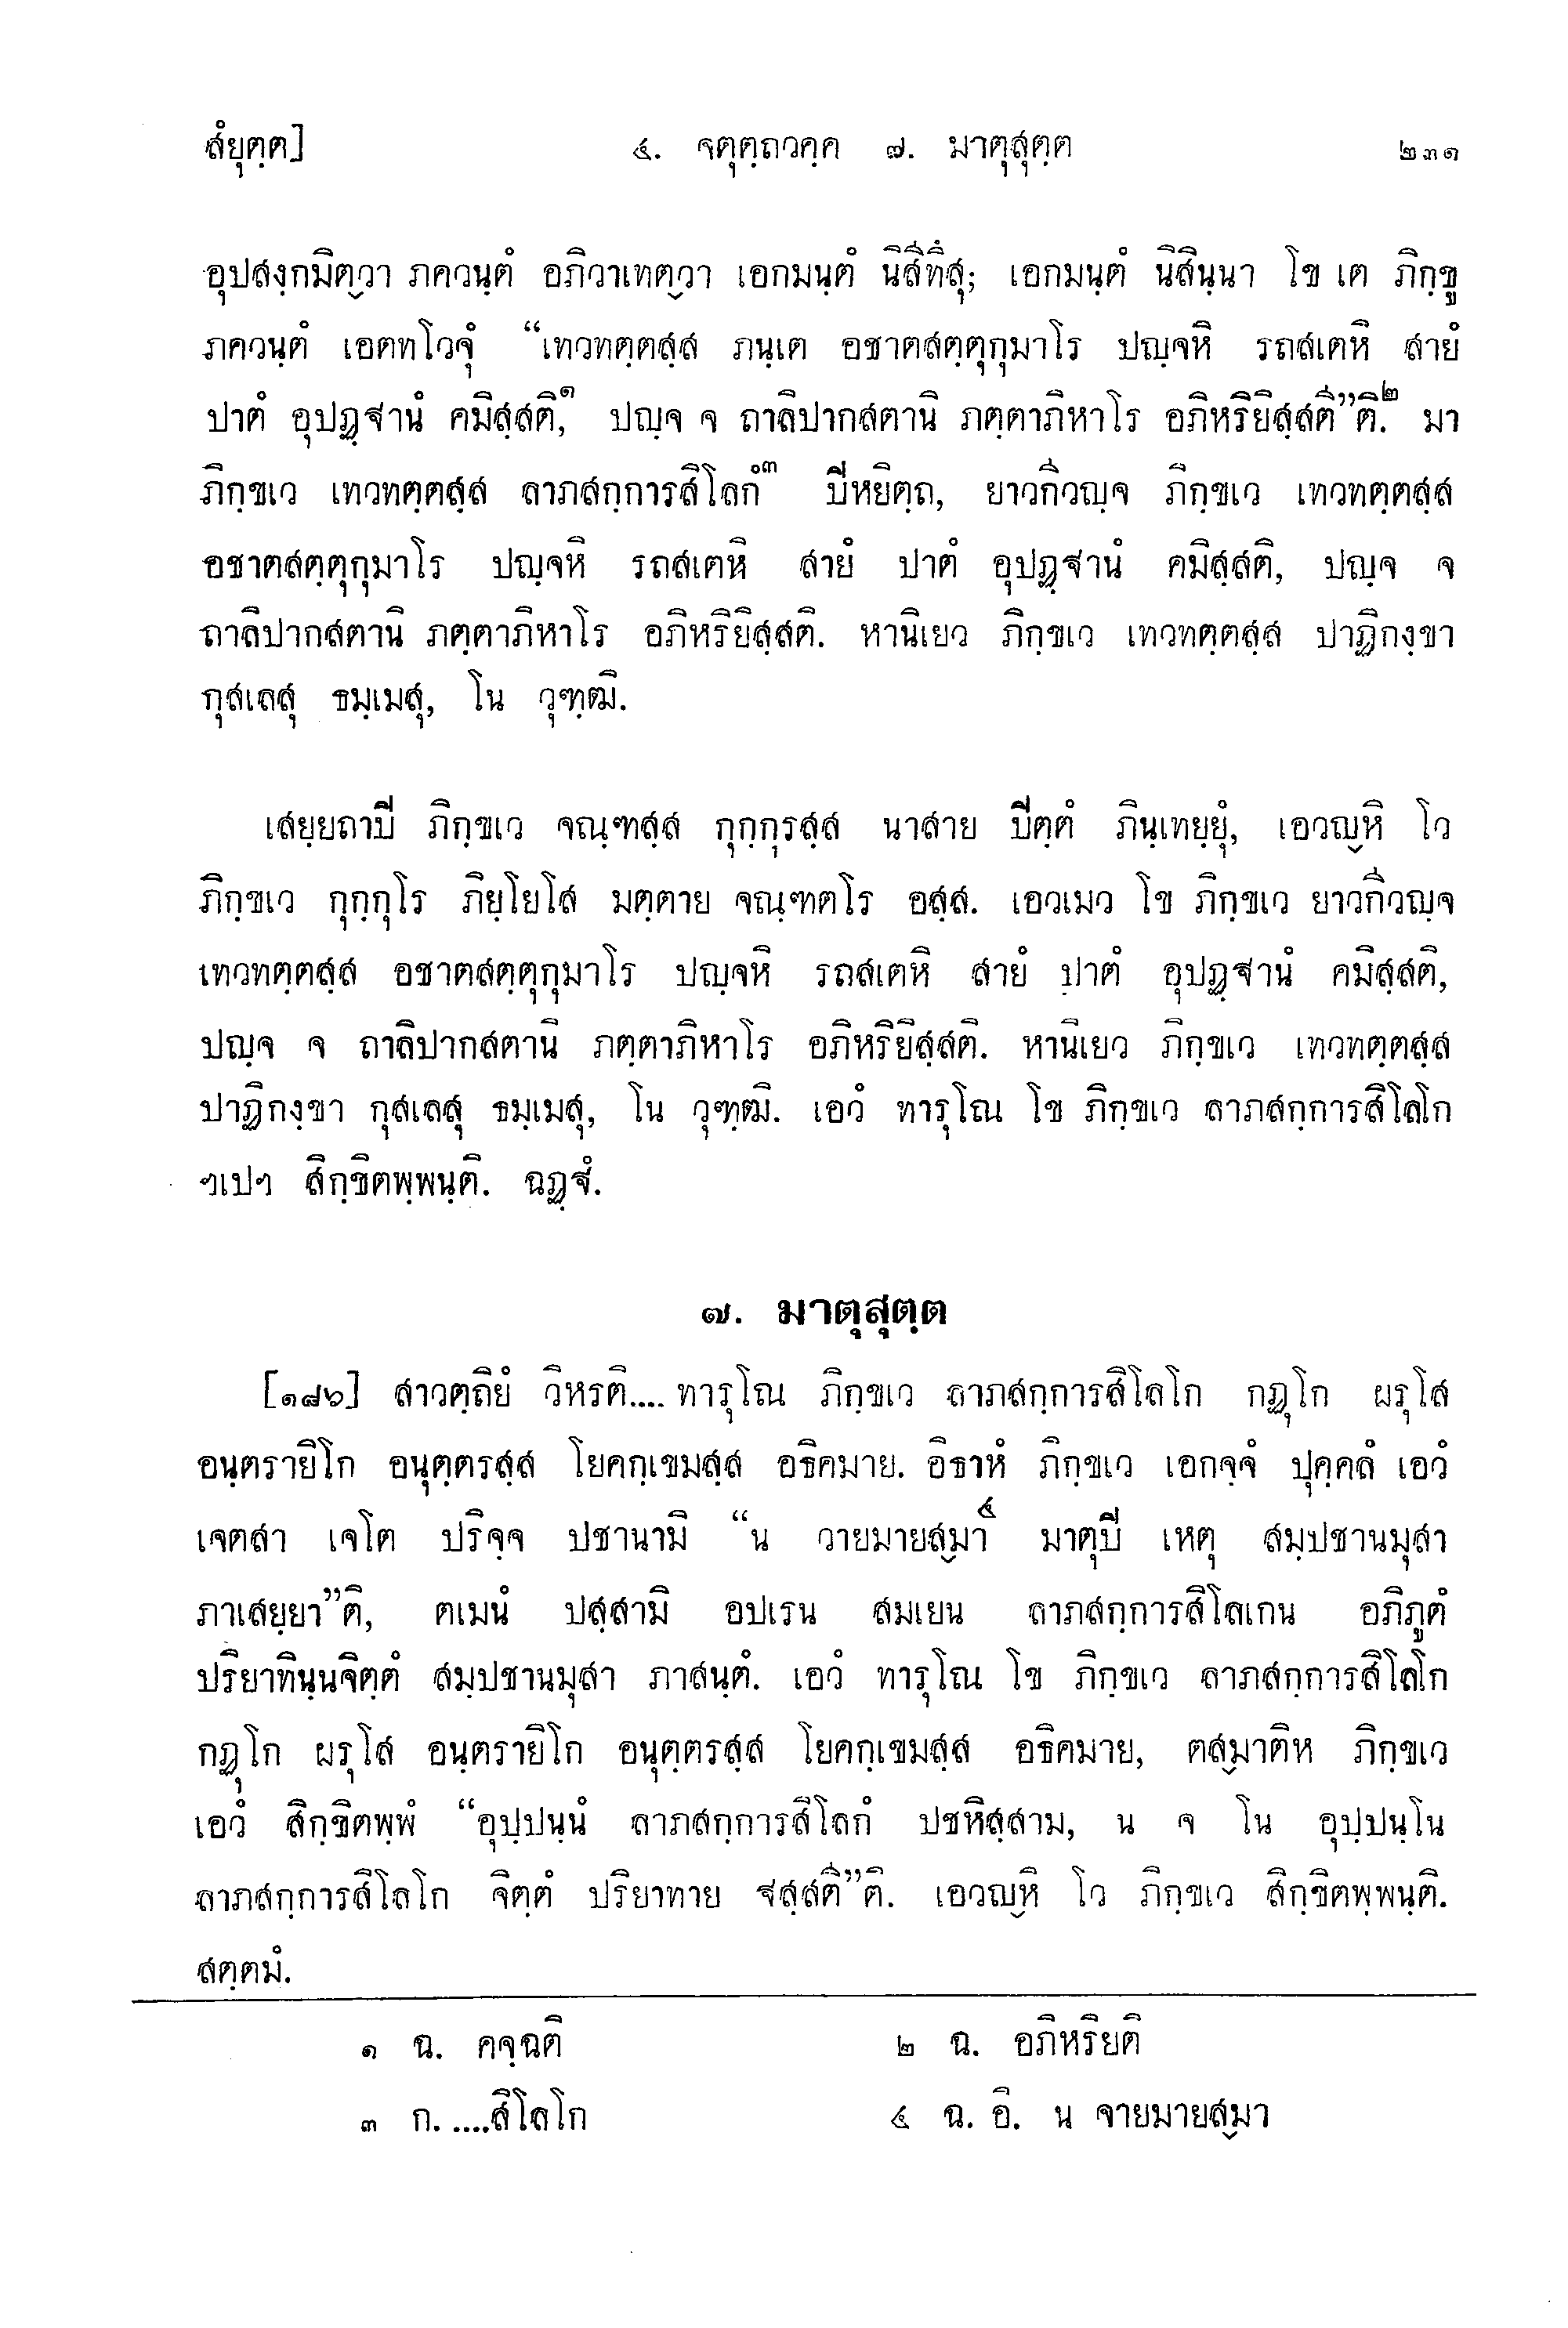 สํยุตฺต]	๔. จตุตฺถวคฺค ๗. มาตุสุตฺต	๒๓๑
อุปสงฺกมิตฺวา ภควนฺตํ อภิวาเทตฺวา เอกมนฺตํ นิสีทึสุ; เอกมนฺตํ นิสินฺนา โข เต ภิกฺขู
ภควนฺตํ เอตทโวจุํ “เทวทตฺตสฺส ภนฺเต อชาตสตฺตุกุมาโร ปญฺจหิ รถสเตหิ สายํ
ปาตํ อุปฏฺฐานํ คมิสฺสติ,๑ ปญฺจ จ ถาลิปากสตานิ ภตฺตาภิหาโร อภิหริยิสฺสตี”ติ.๒ มา
ภิกฺขเว เทวทตฺตสฺส ลาภสกฺการสิโลกํ๓ ปิหยิตฺถ, ยาวกีวญฺจ ภิกฺขเว เทวทตฺตสฺส
อชาตสตฺตุกุมาโร ปญฺจหิ รถสเตหิ สายํ ปาตํ อุปฏฺฐานํ คมิสฺสติ, ปญฺจ จ
ถาลิปากสตานิ ภตฺตาภิหาโร อภิหริยิสฺสติ. หานิเยว ภิกฺขเว เทวทตฺตสฺส ปาฏิกงฺขา
กุสเลสุ ธมฺเมสุ, โน วุฑฺฒิ.
เสยฺยถาปิ ภิกฺขเว จณฺฑสฺส กุกฺกุรสฺส นาสาย ปิตฺตํ ภินฺเทยฺยุํ, เอวญฺหิ โว
ภิกฺขเว กุกฺกุโร ภิยฺโยโส มตฺตาย จณฺฑตโร อสฺส. เอวเมว โข ภิกฺขเว ยาวกีวญฺจ
เทวทตฺตสฺส อชาตสตฺตุกุมาโร ปญฺจหิ รถสเตหิ สายํ ปาตํ อุปฏฺฐานํ คมิสฺสติ,
ปญฺจ จ ถาลิปากสตานิ ภตฺตาภิหาโร อภิหริยิสฺสติ. หานิเยว ภิกฺขเว เทวทตฺตสฺส
ปาฏิกงฺขา กุสเลสุ ธมฺเมสุ, โน วุฑฺฒิ. เอวํ ทารุโณ โข ภิกฺขเว ลาภสกฺการสิโลโก
ฯเปฯ สิกฺขิตพฺพนฺติ. ฉฏฺฐํ.
๗. มาตุสุตฺต
[๑๘๖] สาวตฺถิยํ วิหรติ.... ทารุโณ ภิกฺขเว ลาภสกฺการสิโลโก กฏุโก ผรุโส
อนฺตรายิโก อนุตฺตรสฺส โยคกฺเขมสฺส อธิคมาย. อิธาหํ ภิกฺขเว เอกจฺจํ ปุคฺคลํ เอวํ
เจตสา เจโต ปริจฺจ ปชานามิ “น วายมายสฺมา๔ มาตุปิ เหตุ สมฺปชานมุสา
ภาเสยฺยา”ติ, ตเมนํ ปสฺสามิ อปเรน สมเยน ลาภสกฺการสิโลเกน อภิภูตํ
ปริยาทินฺนจิตฺตํ สมฺปชานมุสา ภาสนฺตํ. เอวํ ทารุโณ โข ภิกฺขเว ลาภสกฺการสิโลโก
กฏุโก ผรุโส อนฺตรายิโก อนุตฺตรสฺส โยคกฺเขมสฺส อธิคมาย, ตสฺมาติห ภิกฺขเว
เอวํ สิกฺขิตพฺพํ “อุปฺปนฺนํ ลาภสกฺการสิโลกํ ปชหิสฺสาม, น จ โน อุปฺปนฺโน
ลาภสกฺการสิโลโก จิตฺตํ ปริยาทาย ฐสฺสตี”ติ. เอวญฺหิ โว ภิกฺขเว สิกฺขิตพฺพนฺติ.
สตฺตมํ.
๑ ฉ. คจฺฉติ	๒ ฉ. อภิหริยติ
๓ ก. ....สิโลโก	๔ ฉ. อิ. น จายมายสฺมา